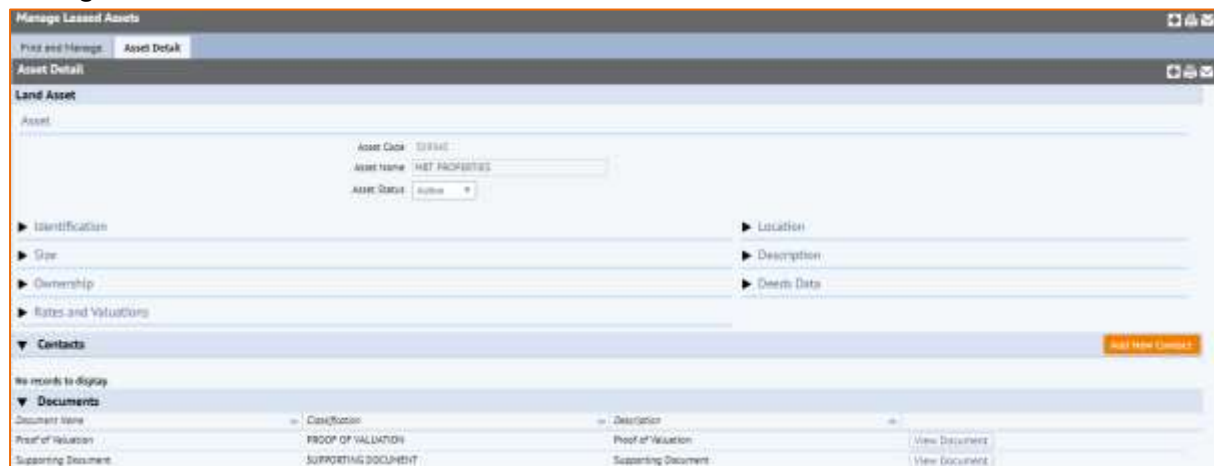 Manage Leased Assets
Print and Manage Asset Detail
Asset Detail
Land Asset
Asset
Asset Code
Asset Name PROPERTIES
Asset Status Active
Identification Location
Size Description
Ownership Deeds Data
Rates and Valuations
Contacts Add New Contact
No records to display
Documents
Document Name Classification Description
Proof of Valuation PROOF OF VALUATION Proof of Valuation View Document
Supporting Document SUPPORTING DOCUMENT Supporting Document View Document